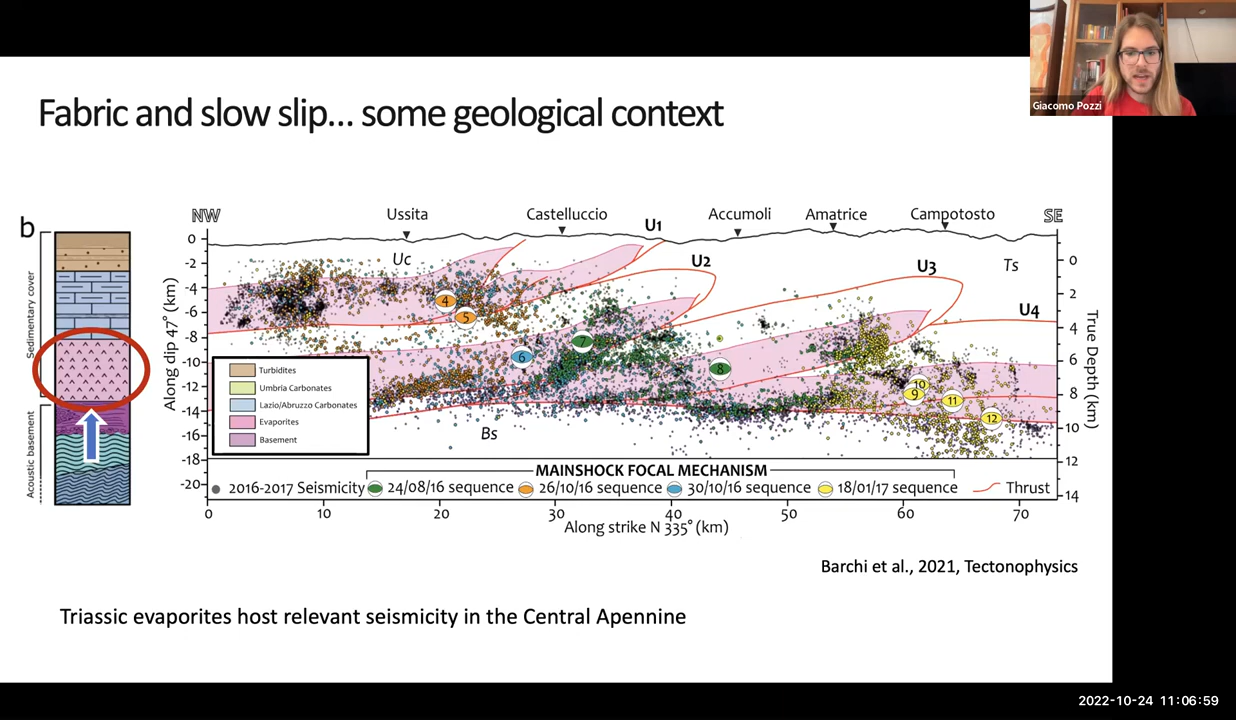 Giacomo Pozzi
Fabric and slow slip... some geological context
b
Sedimentary cover
Acoustic basement
NW
Ussita
Castelluccio
U1
Accumoli
Amatrice
Campotosto
SE
Uc
U2
U3
Ts
U4
Bs
Along dip 47° (km)
0
-2
-4
-6
-8
-10
-12
-14
-16
-18
-20
4
5
6
7
8
9
10
11
12
True Depth (km)
0
2
4
6
8
10
12
14
Turbidites
Umbria Carbonates
Lazio/Abruzzo Carbonates
Evaporites
Basement
MAINSHOCK FOCAL MECHANISM
2016-2017 Seismicity
24/08/16 sequence
26/10/16 sequence
30/10/16 sequence
18/01/17 sequence
Thrust
0 10 20 30 40 50 60 70
Along strike N 335° (km)
Barchi et al., 2021, Tectonophysics
Triassic evaporites host relevant seismicity in the Central Apennine
2022-10-24 11:06:59